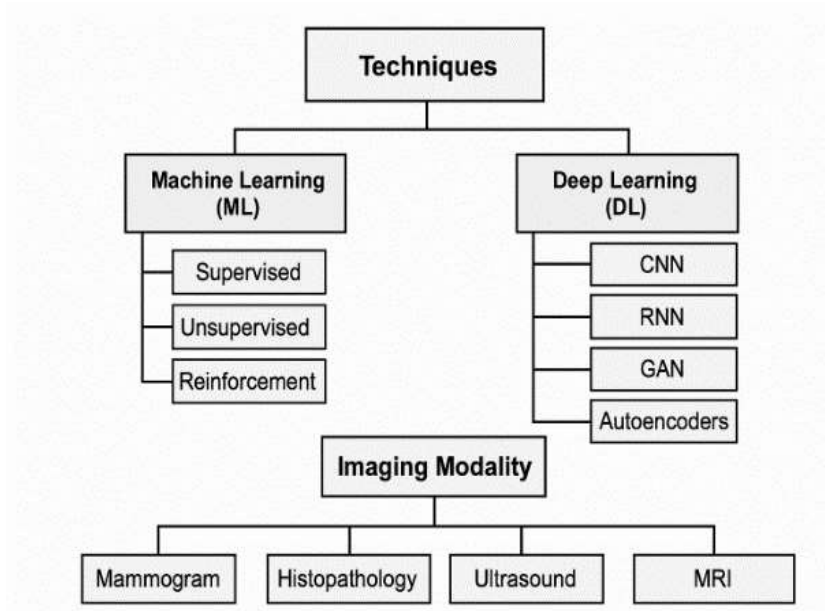 Techniques
Machine Learning
(ML)
Deep Learning
(DL)
Supervised
Unsupervised
Reinforcement
CNN
RNN
GAN
Autoencoders
Imaging Modality
Mammogram
Histopathology
Ultrasound
MRI